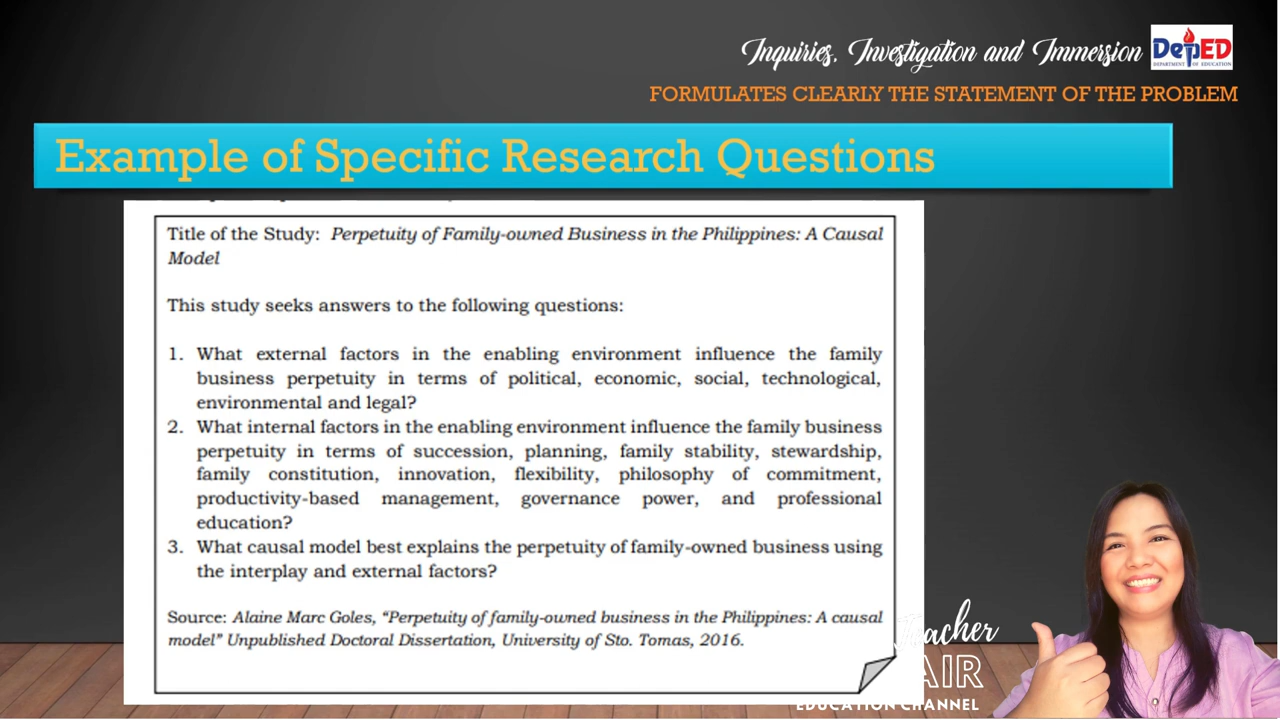 Inquiries, Investigation and Immersion
DepED
DEPARTMENT OF EDUCATION
FORMULATES CLEARLY THE STATEMENT OF THE PROBLEM
Example of Specific Research Questions
Title of the Study: Perpetuity of Family-owned Business in the Philippines: A Causal
Model
This study seeks answers to the following questions:
1. What external factors in the enabling environment influence the family
business perpetuity in terms of political, economic, social, technological,
environmental and legal?
2. What internal factors in the enabling environment influence the family business
perpetuity in terms of succession, planning, family stability, stewardship,
family constitution, innovation, flexibility, philosophy of commitment,
productivity-based management, governance power, and professional
education?
3. What causal model best explains the perpetuity of family-owned business using
the interplay and external factors?
Source: Alaine Marc Goles, “Perpetuity of family-owned business in the Philippines: A causal
model” Unpublished Doctoral Dissertation, University of Sto. Tomas, 2016.
Teacher
AIR
EDUCATION CHANNEL